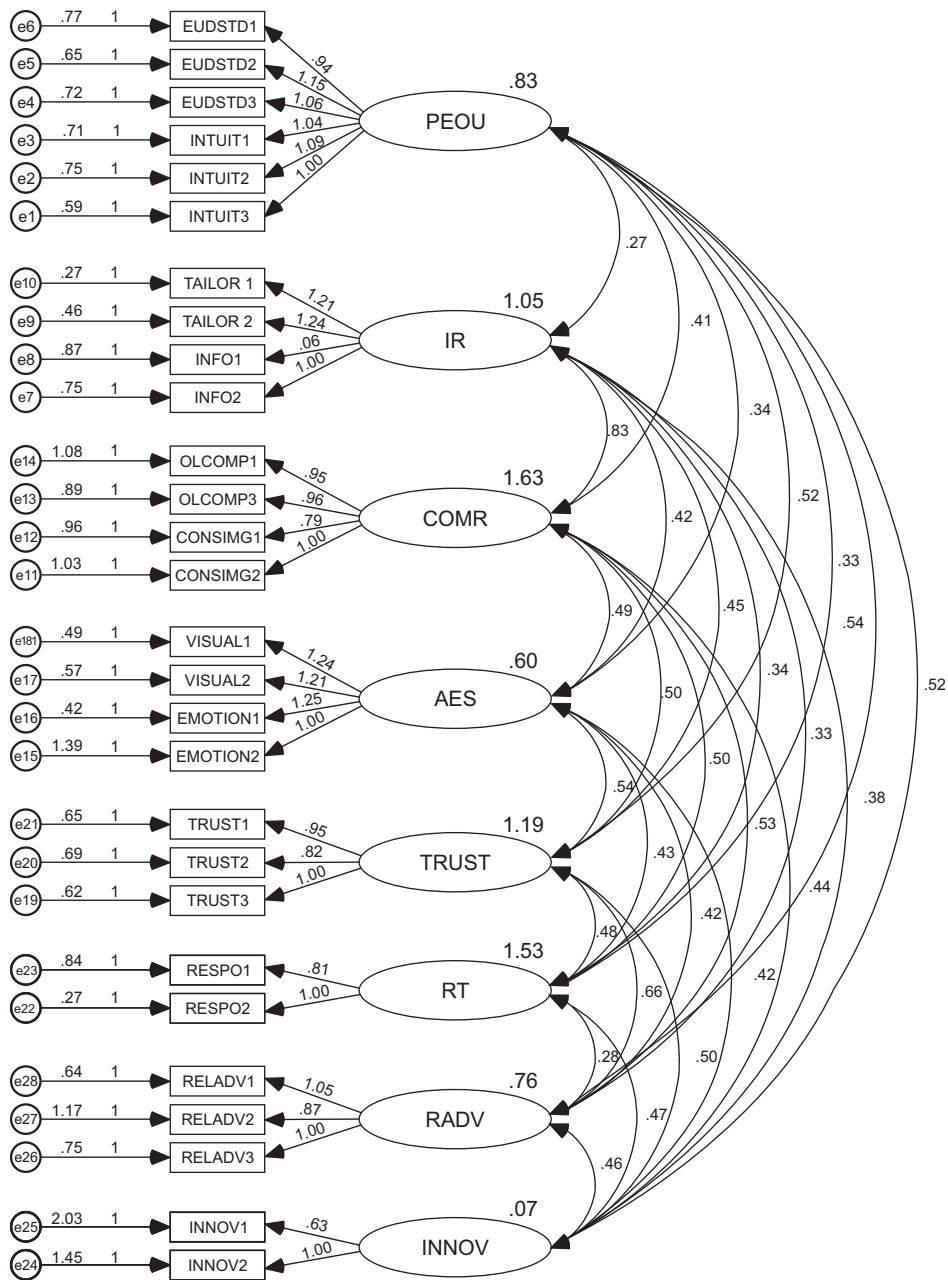 e6 .77 1 EUDSTD1 .94
e5 .65 1 EUDSTD2 1.15
e4 .72 1 EUDSTD3 1.06
e3 .71 1 INTUIT1 1.04
e2 .75 1 INTUIT2 1.09
e1 .59 1 INTUIT3 1.00
.83
PEOU
e10 .27 1 TAILOR 1 1.21
e9 .46 1 TAILOR 2 1.24
e8 .87 1 INFO1 .06
e7 .75 1 INFO2 1.00
1.05
IR
e14 1.08 1 OLCOMP1 .95
e13 .89 1 OLCOMP3 .96
e12 .96 1 CONSIMG1 .79
e11 1.03 1 CONSIMG2 1.00
1.63
COMR
e181 .49 1 VISUAL1 1.24
e17 .57 1 VISUAL2 1.21
e16 .42 1 EMOTION1 1.25
e15 1.39 1 EMOTION2 1.00
.60
AES
e21 .65 1 TRUST1 .95
e20 .69 1 TRUST2 .82
e19 .62 1 TRUST3 1.00
1.19
TRUST
e23 .84 1 RESPO1 .81
e22 .27 1 RESPO2 1.00
1.53
RT
e28 .64 1 RELADV1 1.05
e27 1.17 1 RELADV2 .87
e26 .75 1 RELADV3 1.00
.76
RADV
e25 2.03 1 INNOV1 .63
e24 1.45 1 INNOV2 1.00
.07
INNOV
.27
.41
.34
.83
.52
.42
.33
.54
.49
.45
.34
.52
.50
.50
.33
.54
.53
.38
.43
.44
.42
.48
.42
.66
.28
.50
.47
.46